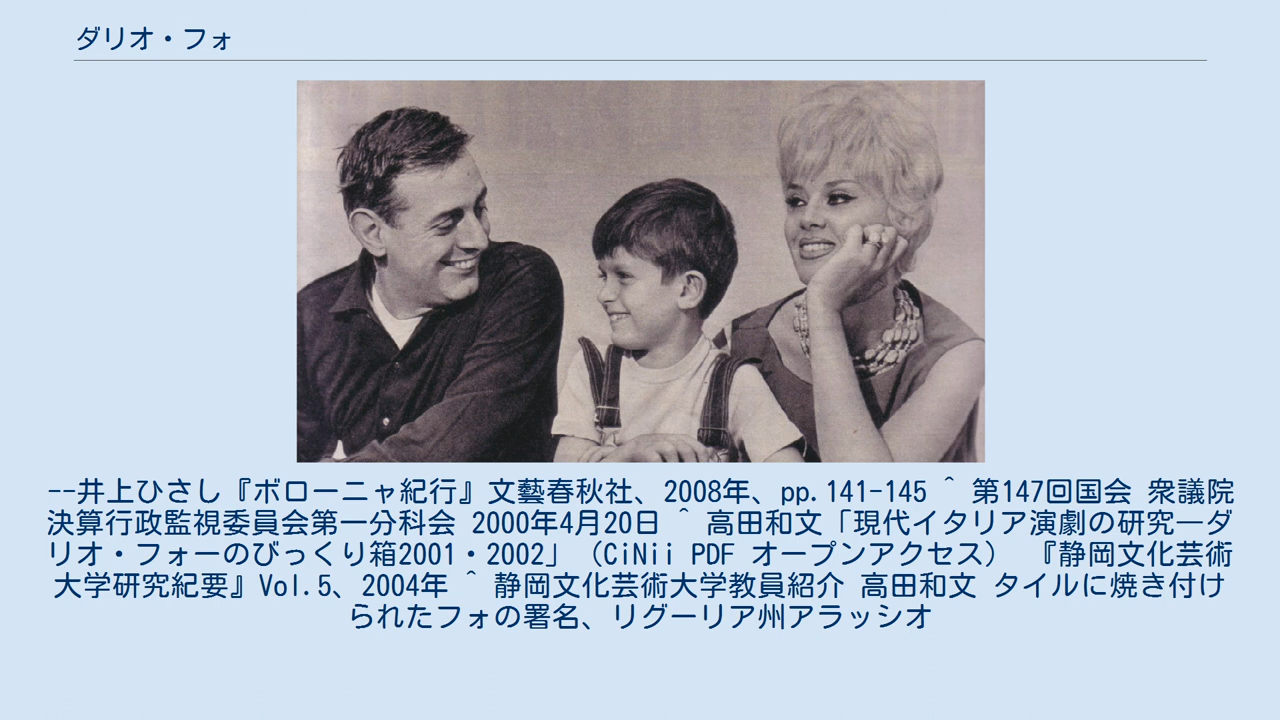 ダリオ・フォ
--井上ひさし『ボローニャ紀行』文藝春秋社、2008年、pp.141-145 ^ 第147回国会 衆議院
決算行政監視委員会第一分科会 2000年4月20日 ^ 高田和文「現代イタリア演劇の研究―ダ
リオ・フォーのびっくり箱2001・2002」（CiNii PDF オープンアクセス） 『静岡文化芸術
大学研究紀要』Vol.5、2004年 ^ 静岡文化芸術大学教員紹介 高田和文 タイルに焼き付け
られたフォの署名、リグーリア州アラッシオ